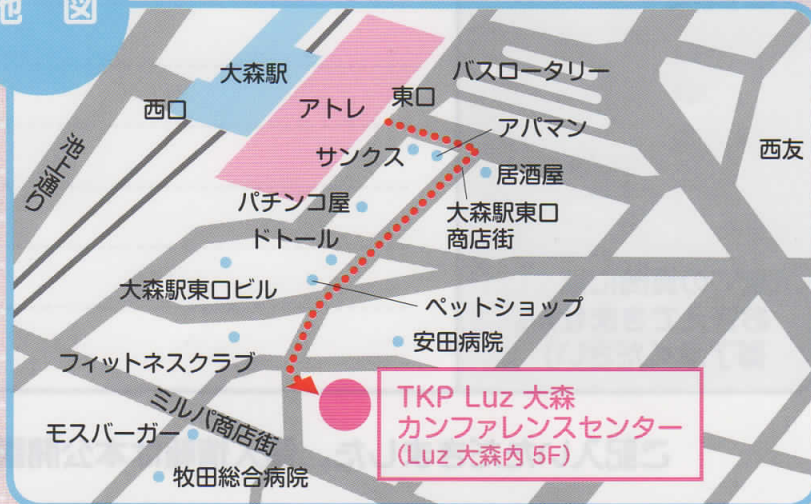 地図
大森駅
バスロータリー
西口
アトレ
東口
アパマン
池上通り
サンクス
西友
居酒屋
パチンコ屋
大森駅東口
商店街
ドトール
大森駅東口ビル
ペットショップ
安田病院
フィットネスクラブ
TKP Luz 大森
カンファレンスセンター
(Luz 大森内 5F)
ミルパ商店街
モスバーガー
牧田総合病院